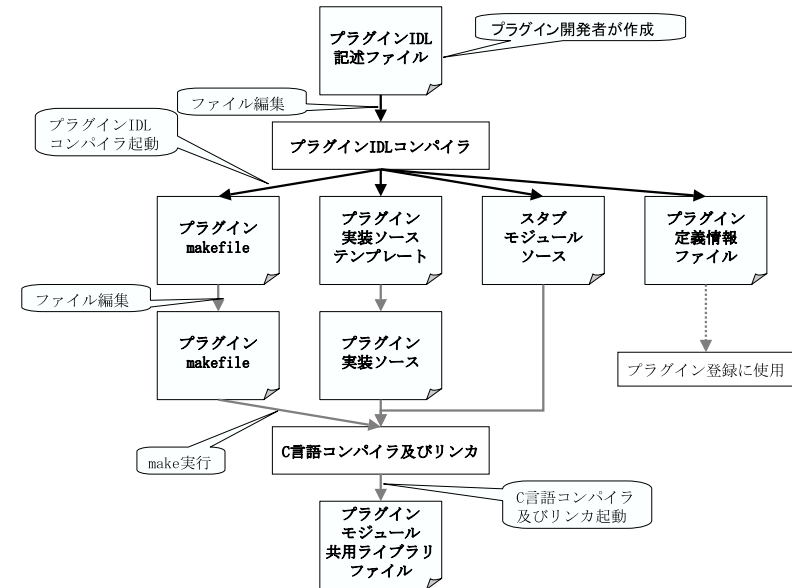 プラグインIDL
記述ファイル
プラグイン開発者が作成
ファイル編集
プラグインIDL
コンパイラ起動
プラグインIDLコンパイラ
プラグイン
makefile
プラグイン
実装ソース
テンプレート
スタブ
モジュール
ソース
プラグイン
定義情報
ファイル
ファイル編集
プラグイン
makefile
プラグイン
実装ソース
プラグイン登録に使用
C言語コンパイラ及びリンカ
make実行
C言語コンパイラ
及びリンカ起動
プラグイン
モジュール
共用ライブラリ
ファイル